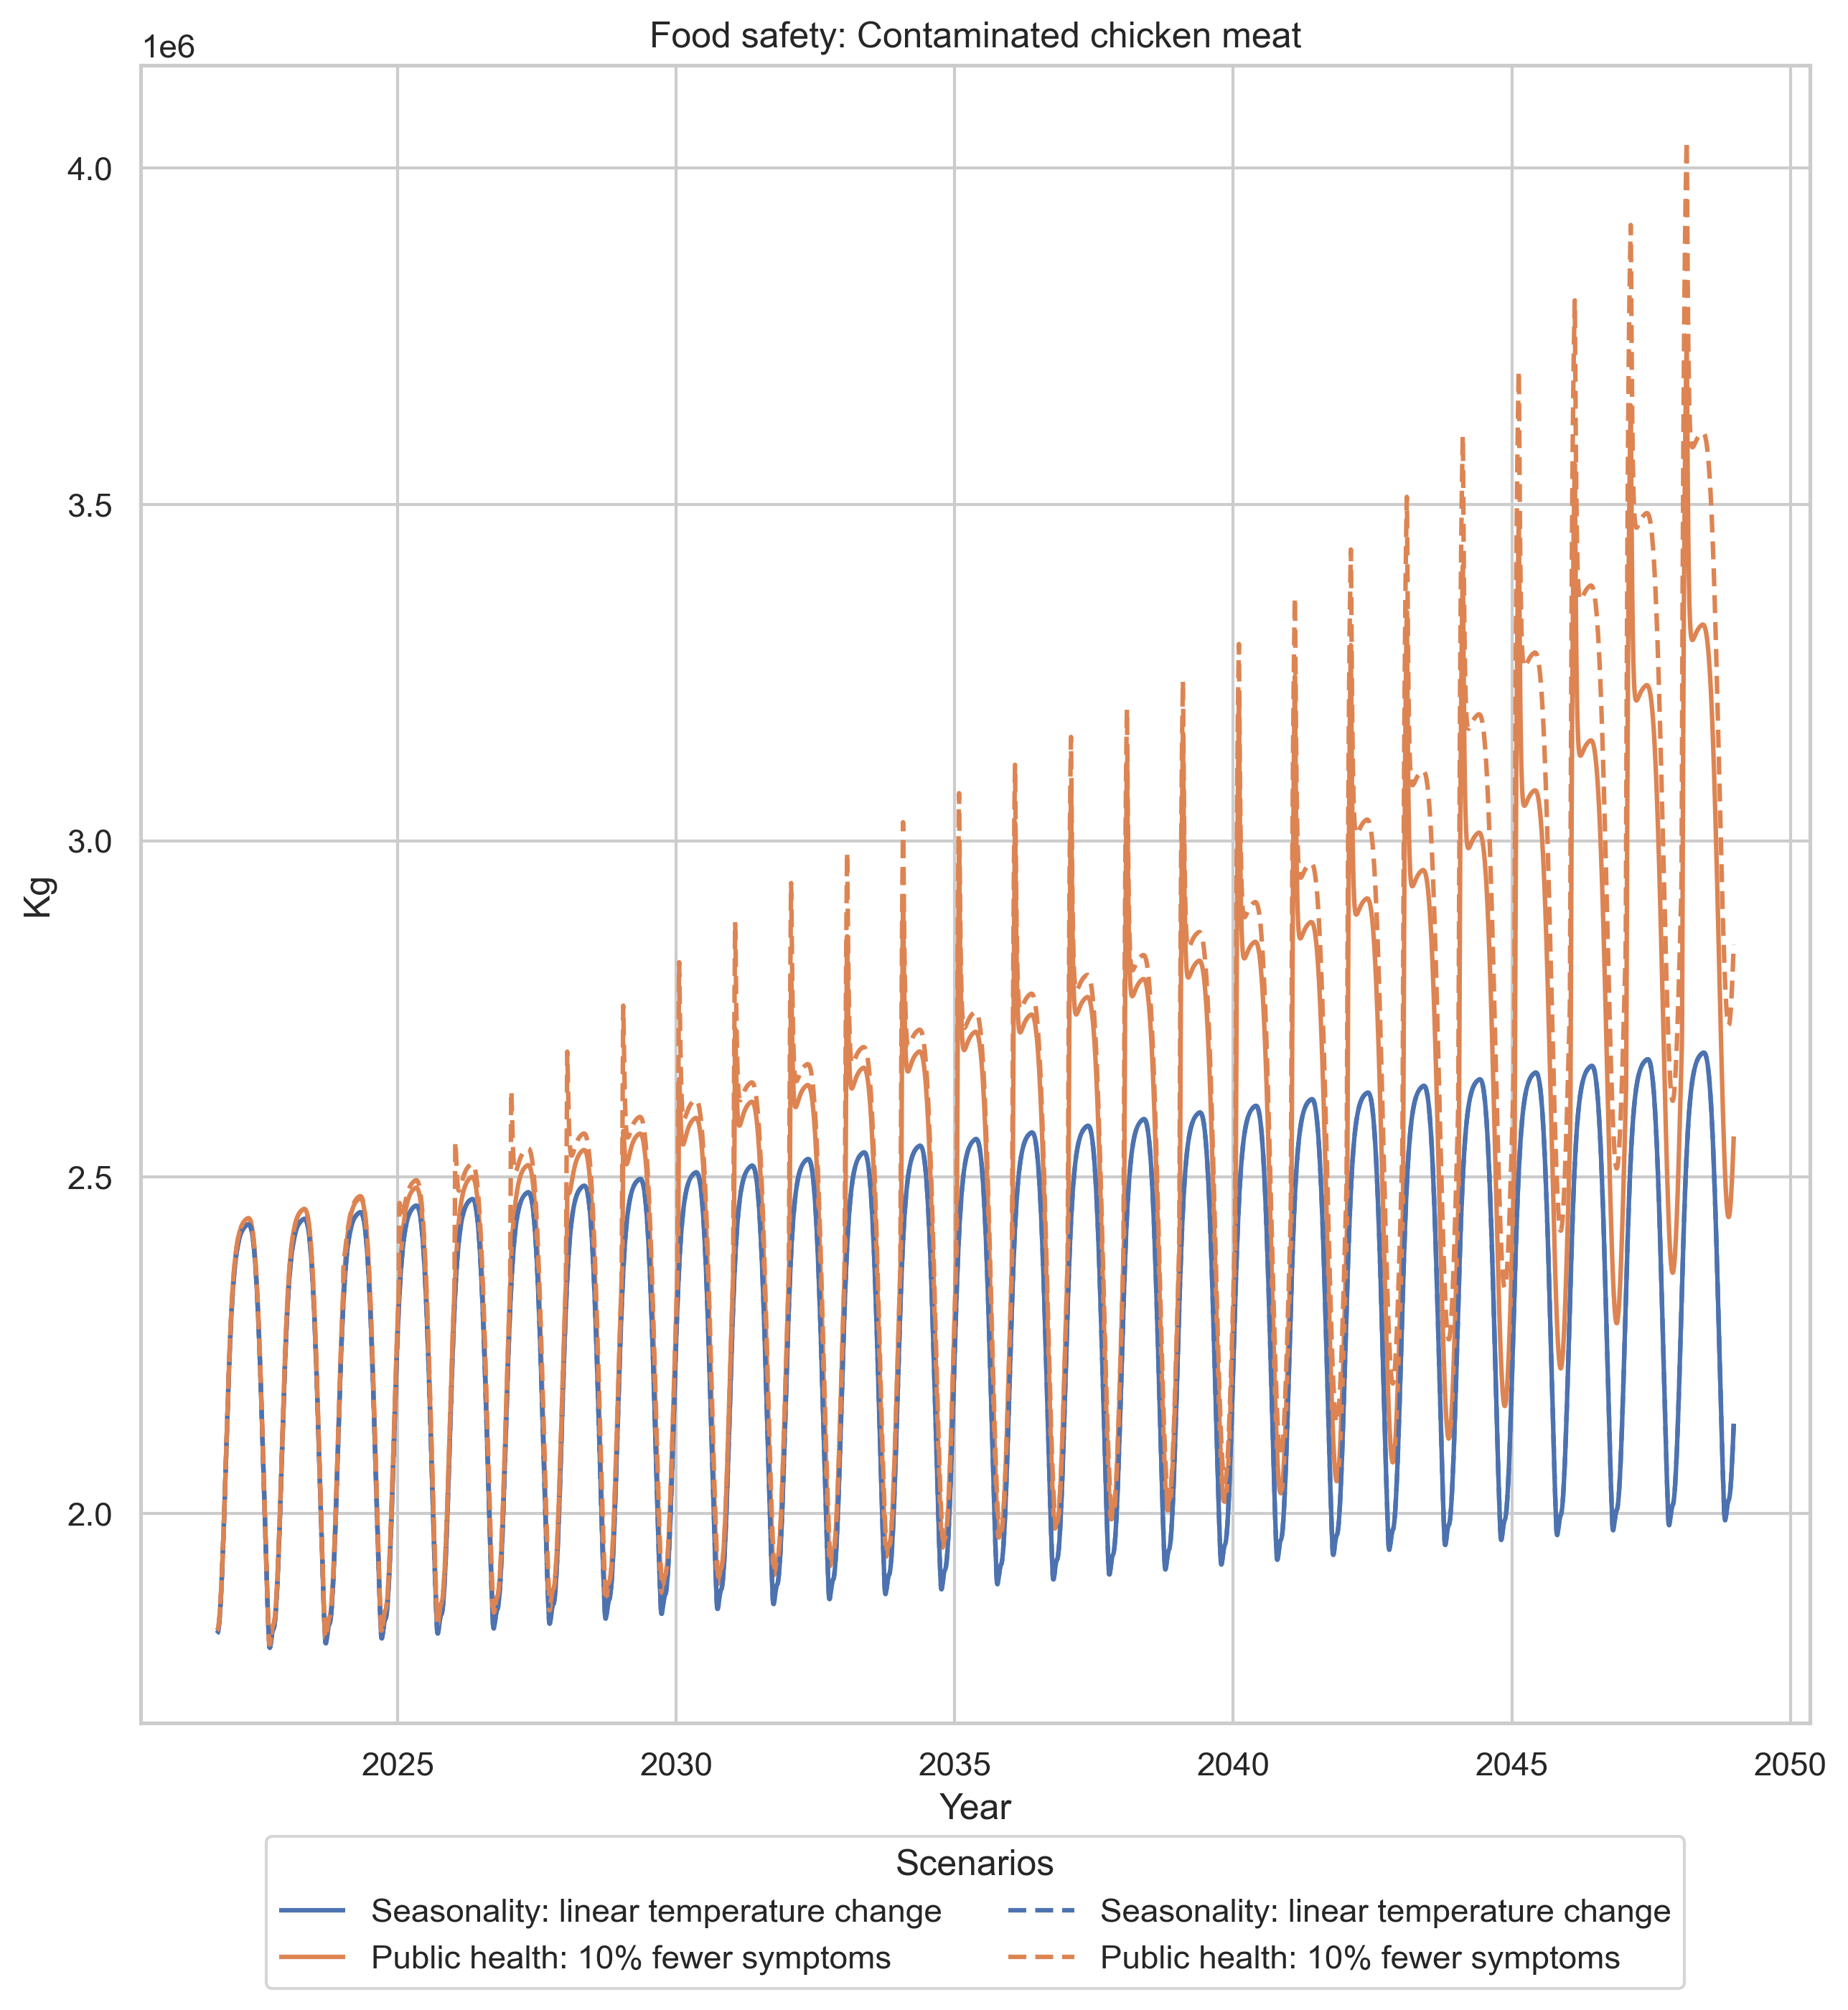 Food safety: Contaminated chicken meat
1e6
4.0
3.5
3.0
2.5
2.0
Kg
2025 2030 2035 2040 2045 2050
Year
Scenarios
Seasonality: linear temperature change Seasonality: linear temperature change
Public health: 10% fewer symptoms Public health: 10% fewer symptoms